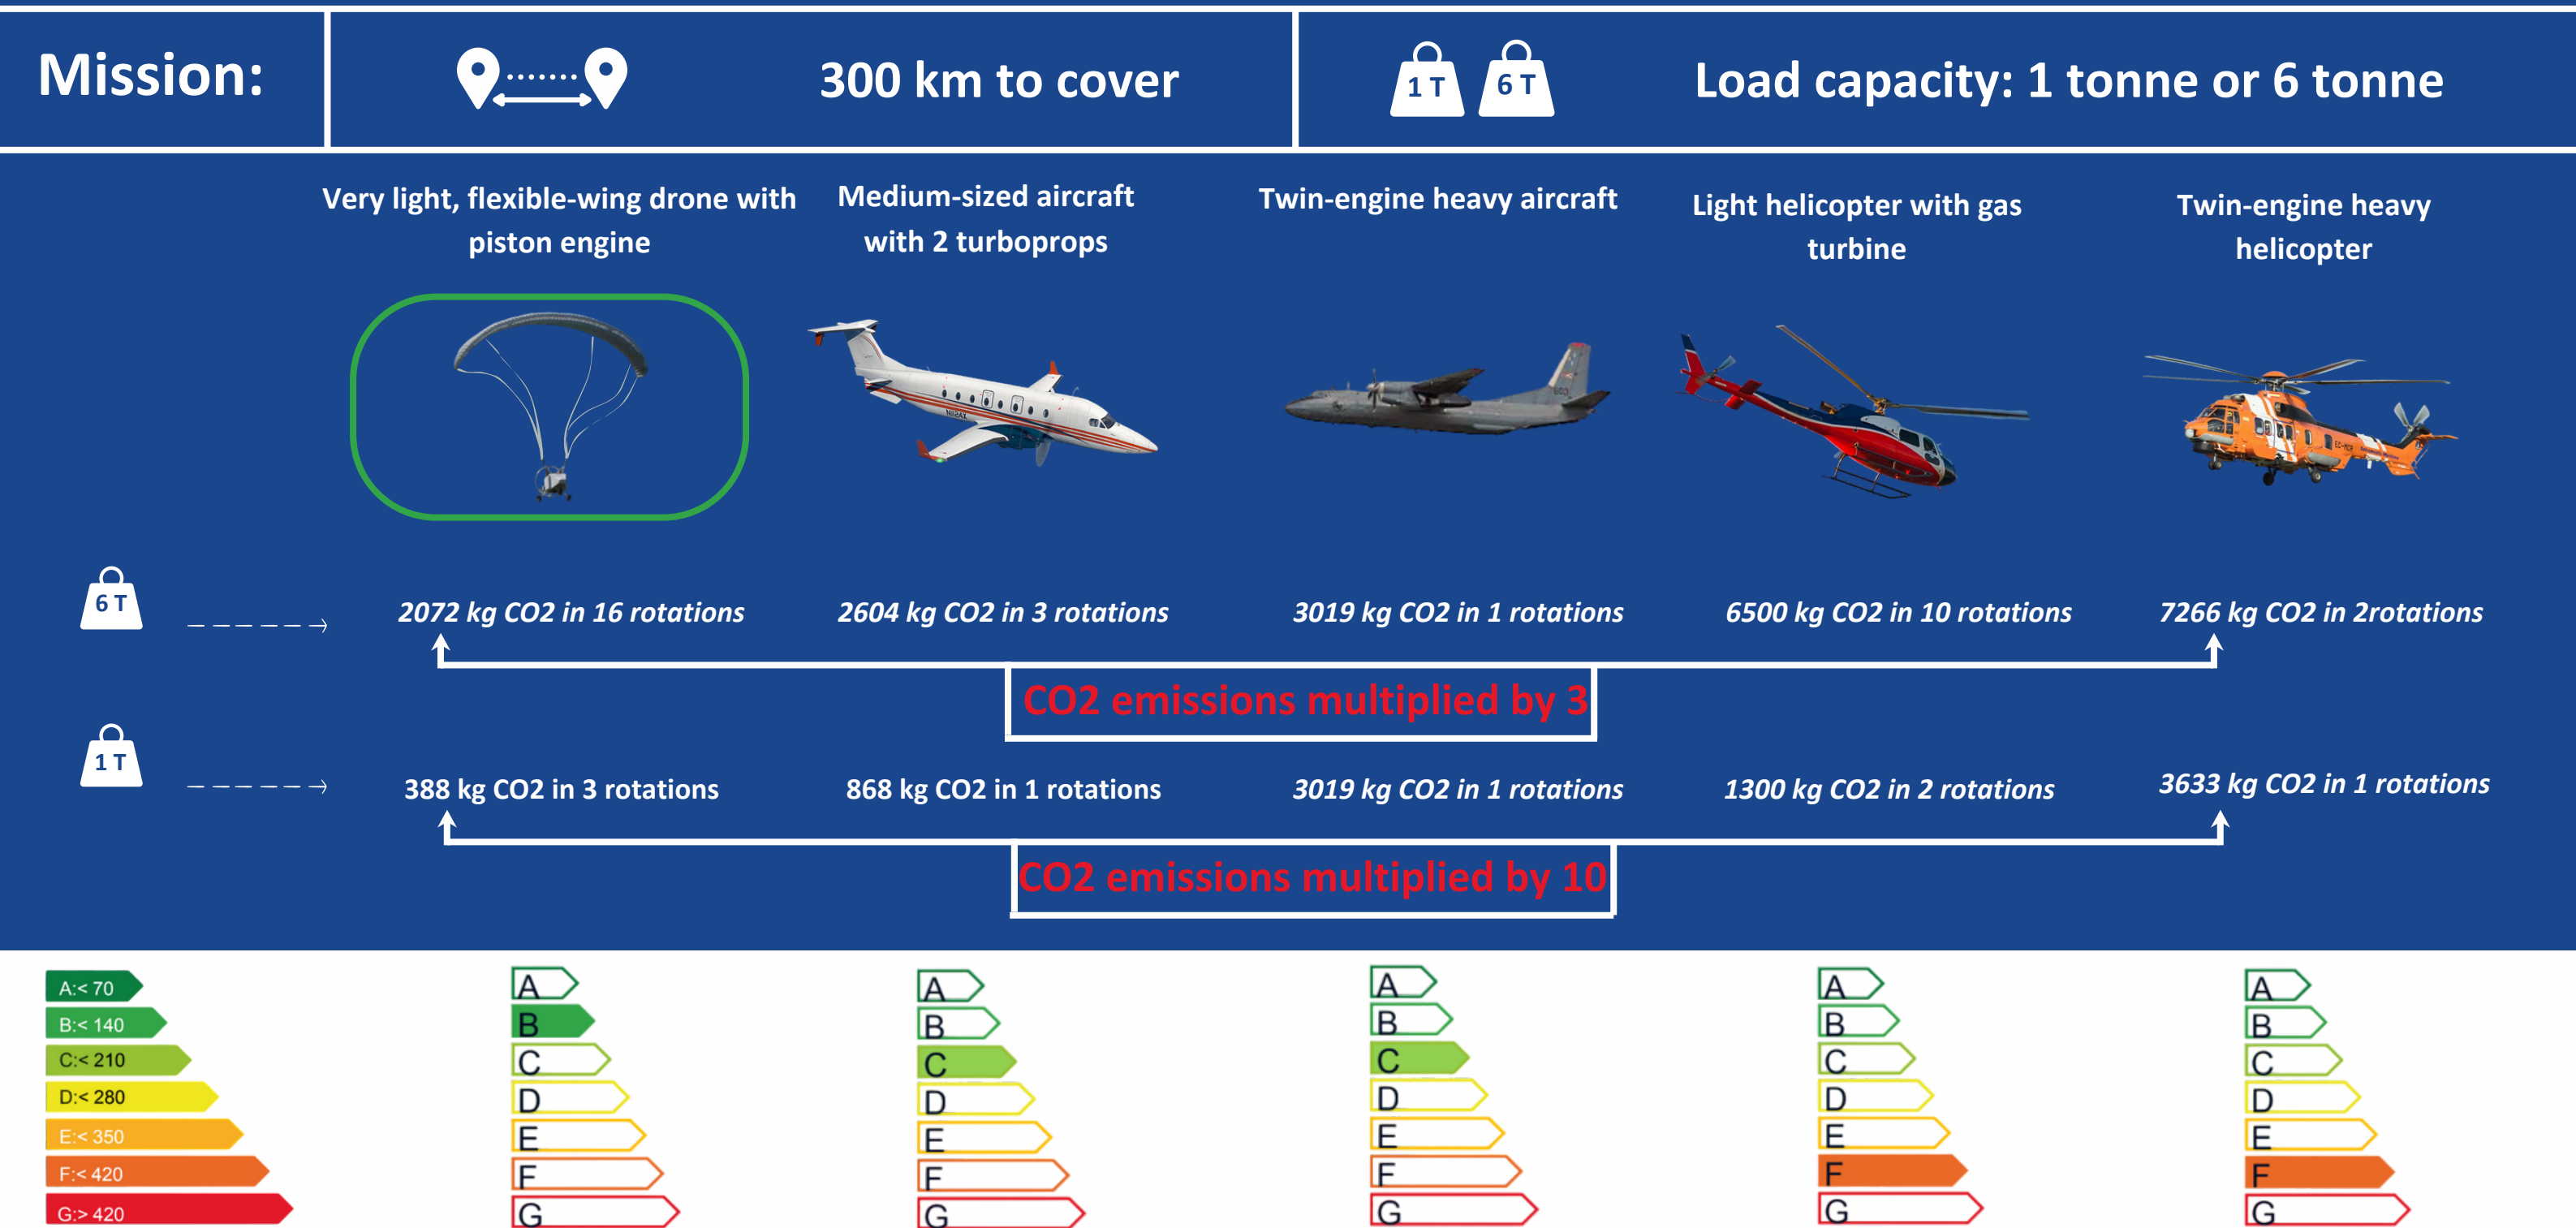 Mission:
300 km to cover
1 T
6 T
Load capacity: 1 tonne or 6 tonne
Very light, flexible-wing drone with
piston engine
Medium-sized aircraft
with 2 turboprops
Twin-engine heavy aircraft
Light helicopter with gas
turbine
Twin-engine heavy
helicopter
N112AX
EC-MCR
6 T
2072 kg CO2 in 16 rotations
2604 kg CO2 in 3 rotations
3019 kg CO2 in 1 rotations
6500 kg CO2 in 10 rotations
7266 kg CO2 in 2rotations
CO2 emissions multiplied by 3
1 T
388 kg CO2 in 3 rotations
868 kg CO2 in 1 rotations
3019 kg CO2 in 1 rotations
1300 kg CO2 in 2 rotations
3633 kg CO2 in 1 rotations
CO2 emissions multiplied by 10
A:< 70
B:< 140
C:< 210
D:< 280
E:< 350
F:< 420
G:> 420
A
B
C
D
E
F
G
A
B
C
D
E
F
G
A
B
C
D
E
F
G
A
B
C
D
E
F
G
A
B
C
D
E
F
G